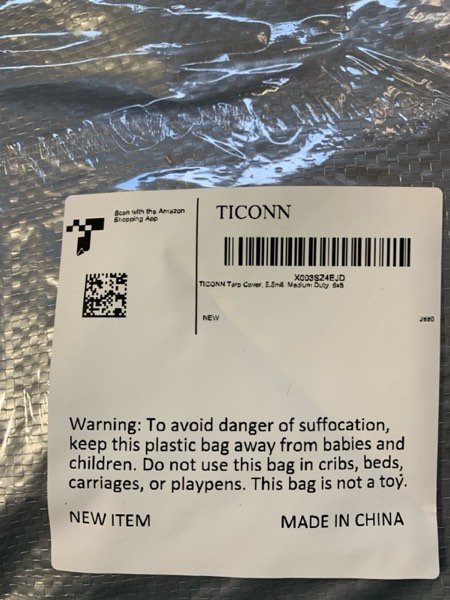 Scan with the Amazon
Shopping App
TICONN
X003SZ4EJD
TICONN Tarp Cover, 5.5mil Medium Duty, 6x8
NEW
Warning: To avoid danger of suffocation,
keep this plastic bag away from babies and
children. Do not use this bag in cribs, beds,
carriages, or playpens. This bag is not a toy.
NEW ITEM
MADE IN CHINA